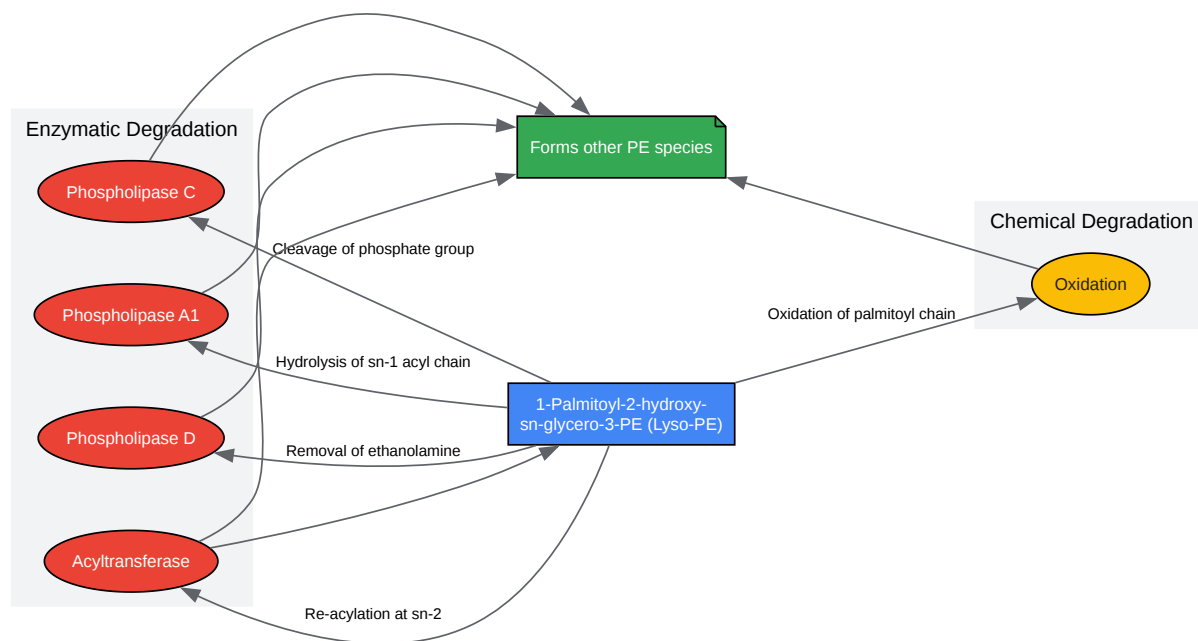 Enzymatic Degradation
Phospholipase C
Phospholipase A1
Phospholipase D
Acyltransferase
Forms other PE species
Cleavage of phosphate group
Hydrolysis of sn-1 acyl chain
Removal of ethanolamine
Re-acylation at sn-2
1-Palmitoyl-2-hydroxy-
sn-glycero-3-PE (Lyso-PE)
Oxidation of palmitoyl chain
Chemical Degradation
Oxidation